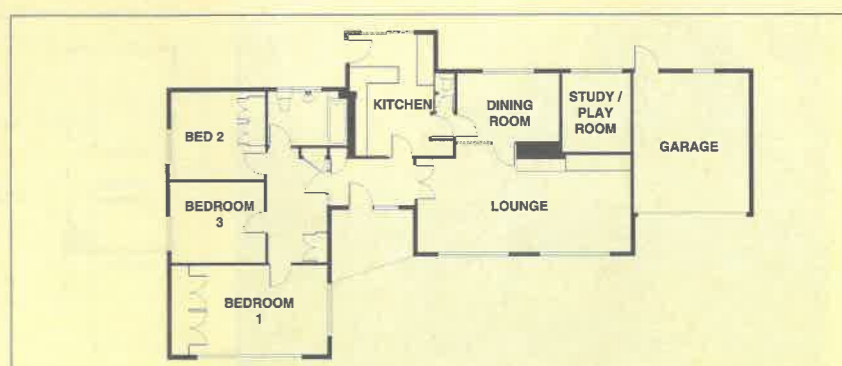 KITCHEN
DINING
ROOM
STUDY /
PLAY
ROOM
GARAGE
BED 2
LOUNGE
BEDROOM
3
BEDROOM
1